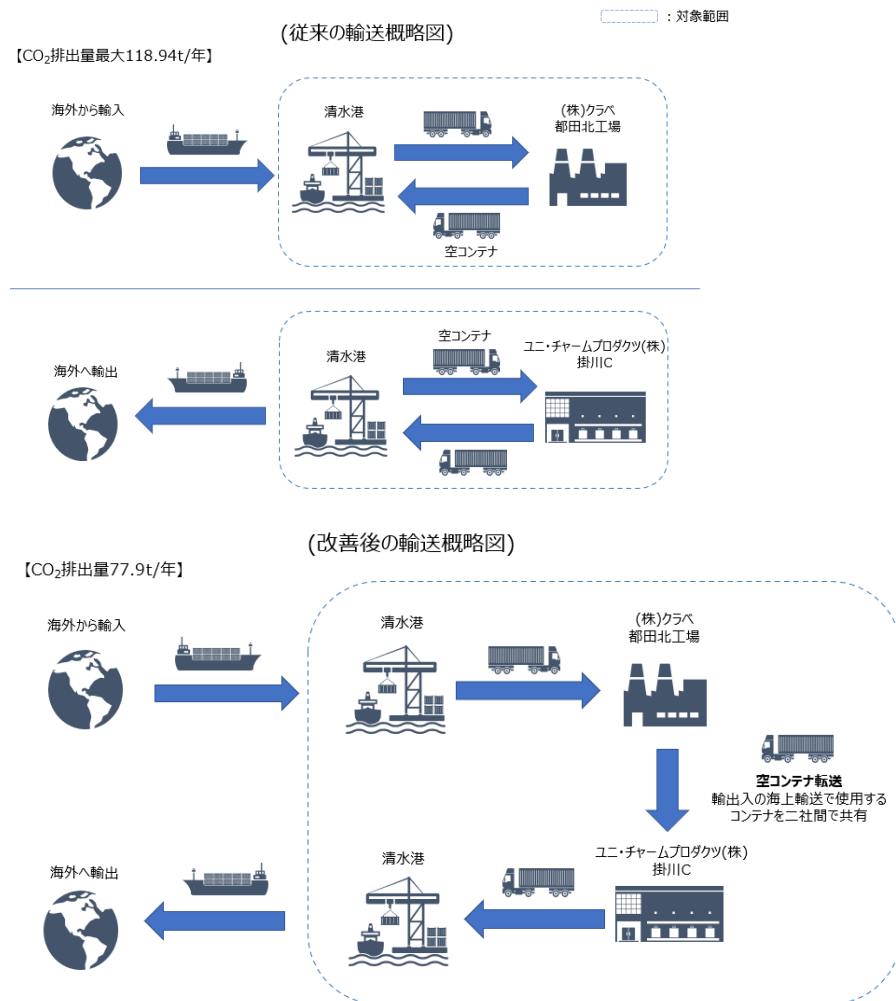 ：対象範囲
(従来の輸送概略図)
【CO₂排出量最大118.94t/年】
海外から輸入
清水港
(株)クラベ
都田北工場
空コンテナ
海外へ輸出
清水港
空コンテナ
ユニ・チャームプロダクツ(株)
掛川C
(改善後の輸送概略図)
【CO₂排出量77.9t/年】
海外から輸入
清水港
(株)クラベ
都田北工場
空コンテナ転送
輸出入の海上輸送で使用する
コンテナを二社間で共有
海外へ輸出
清水港
ユニ・チャームプロダクツ(株)
掛川C